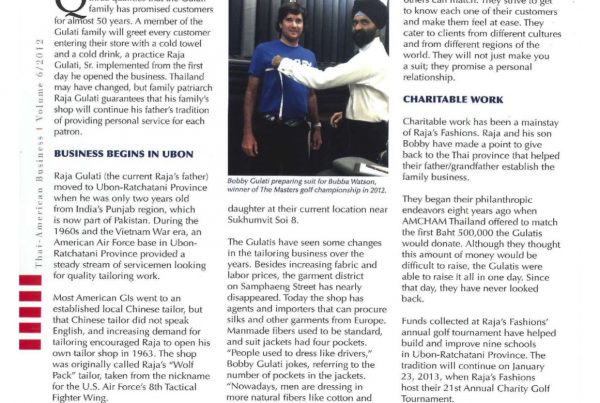 family has promised customers
for almost 50 years. A member of the
Gulati family will greet every customer
entering their store with a cold towel
and a cold drink, a practice Raja
Gulati, Sr. implemented from the first
day he opened the business. Thailand
may have changed, but family patriarch
Raja Gulati guarantees that his family's
shop will continue his father's tradition
of providing personal service for each
patron.
BUSINESS BEGINS IN UBON
Raja Gulati (the current Raja's father)
moved to Ubon-Ratchatani Province
when he was only two years old
from India's Punjab region, which
is now part of Pakistan. During the
1960s and the Vietnam War era, an
American Air Force base in Ubon-
Ratchatani Province provided a
steady stream of servicemen looking
for quality tailoring work.
Most American GIs went to an
established local Chinese tailor, but
that Chinese tailor did not speak
English, and increasing demand for
tailoring encouraged Raja to open his
own tailor shop in 1963. The shop
was originally called Raja's "Wolf
Pack" tailor, taken from the nickname
for the U.S. Air Force's 8th Tactical
Fighter Wing.
Bobby Gulati preparing suit for Bubba Watson,
winner of The Masters golf championship in 2012.
daughter at their current location near
Sukhumvit Soi 8.
The Gulatis have seen some changes
in the tailoring business over the
years. Besides increasing fabric and
labor prices, the garment district
on Samphaeng Street has nearly
disappeared. Today the shop has
agents and importers that can procure
silks and other garments from Europe.
Manmade fibers used to be standard,
and suit jackets had four pockets.
"People used to dress like drivers,"
Bobby Gulati jokes, referring to the
number of pockets in the jackets.
"Nowadays, men are dressing in
more natural fibers like cotton and
others can match. They strive to get
to know each one of their customers
and make them feel at ease. They
cater to clients from different cultures
and from different regions of the
world. They will not just make you
a suit; they promise a personal
relationship.
CHARITABLE WORK
Charitable work has been a mainstay
of Raja's Fashions. Raja and his son
Bobby have made a point to give
back to the Thai province that helped
their father/grandfather establish the
family business.
They began their philanthropic
endeavors eight years ago when
AMCHAM Thailand offered to match
the first Baht 500,000 the Gulatis
would donate. Although they thought
this amount of money would be
difficult to raise, the Gulatis were
able to raise it all in one day. Since
that day, they have never looked
back.
Funds collected at Raja's Fashions'
annual golf tournament have helped
build and improve nine schools
in Ubon-Ratchatani Province. The
tradition will continue on January
23, 2013, when Raja's Fashions
host their 21st Annual Charity Golf
Tournament.
Thai-American Business | Volume 6/2012